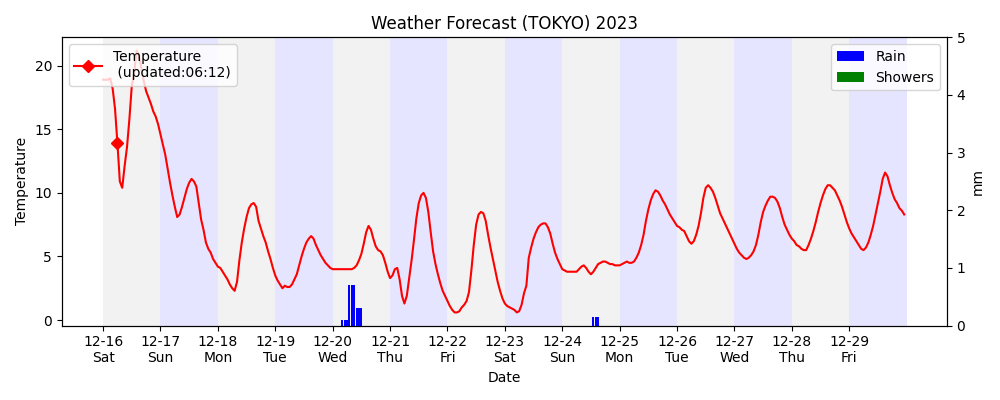 Weather Forecast (TOKYO) 2023
Temperature
(updated:06:12)
Rain
Showers
Temperature
20
15
10
5
0
5
4
3
2
1
0
mm
12-16 12-17 12-18 12-19 12-20 12-21 12-22 12-23 12-24 12-25 12-26 12-27 12-28 12-29
Sat Sun Mon Tue Wed Thu Fri Sat Sun Mon Tue Wed Thu Fri
Date